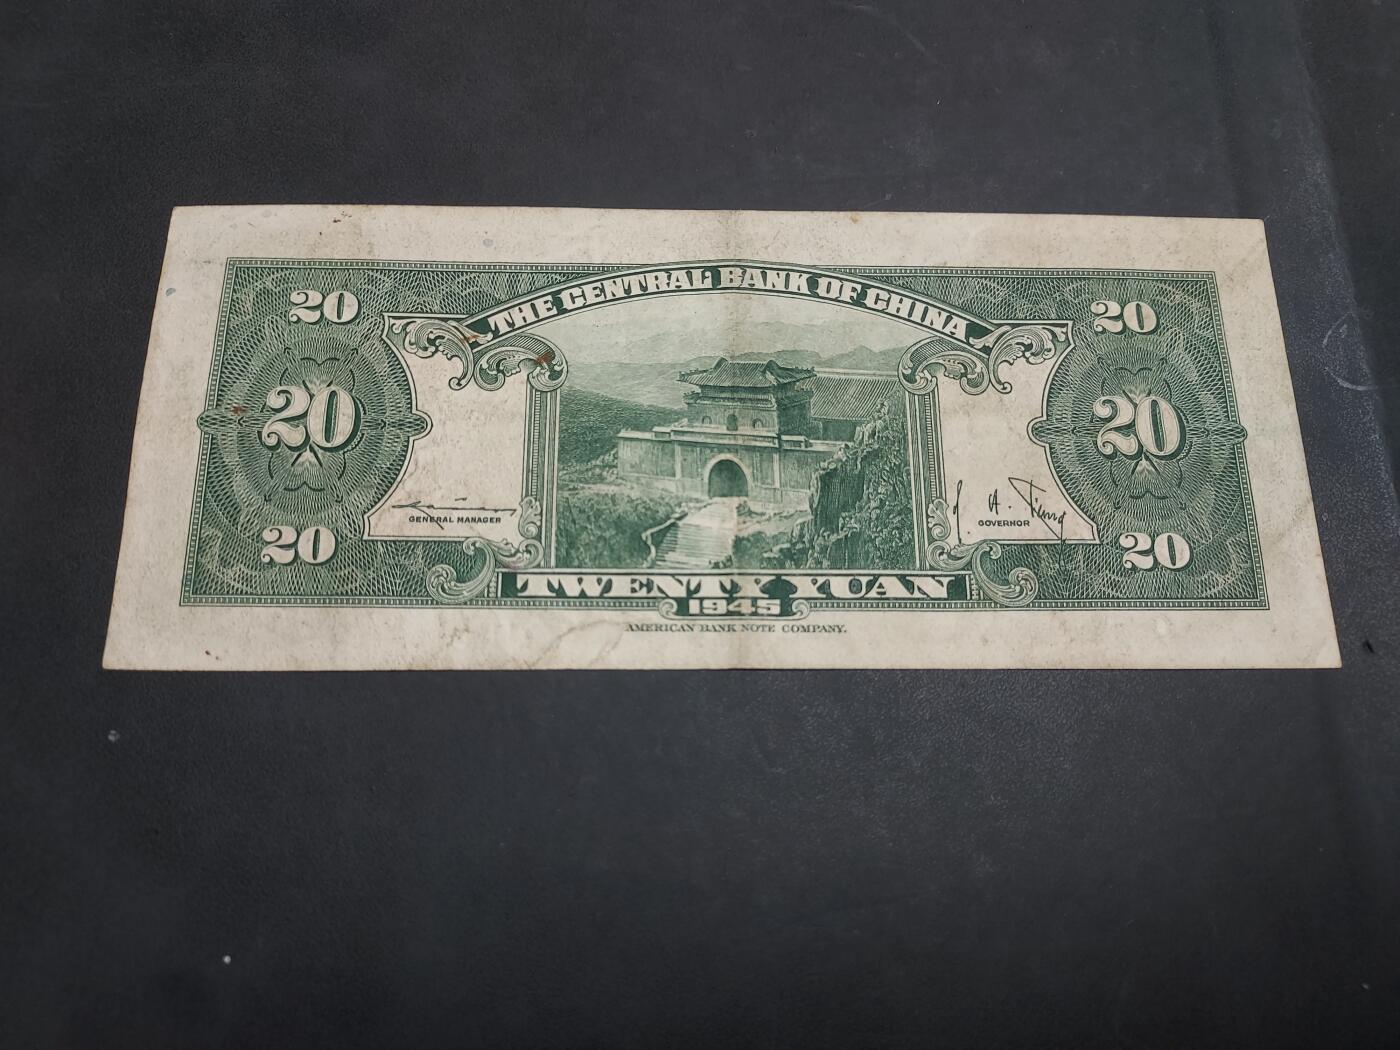 THE CENTRAL BANK OF CHINA
20 20
20 20
GENERAL MANAGER GOVERNOR
20 20
TWENTY YUAN
1945
AMERICAN BANK NOTE COMPANY.